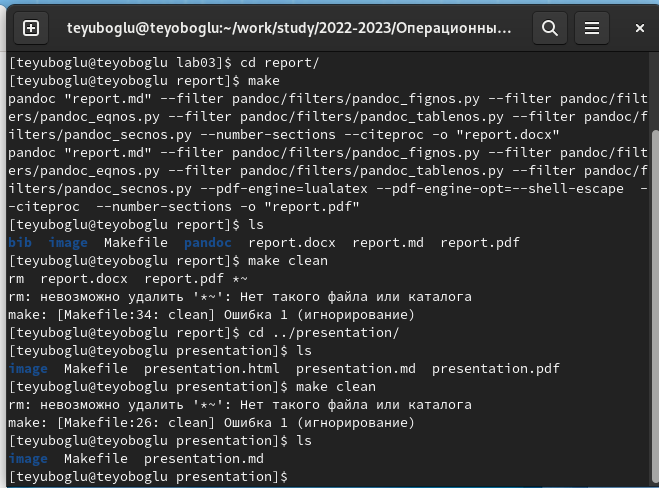 teyuboglu@teyoboglu:~/work/study/2022-2023/Операционны...
[teyuboglu@teyoboglu lab03]$ cd report/
[teyuboglu@teyoboglu report]$ make
pandoc "report.md" --filter pandoc/filters/pandoc_fignos.py --filter pandoc/filt
ers/pandoc_eqnos.py --filter pandoc/filters/pandoc_tablenos.py --filter pandoc/f
ilters/pandoc_secnos.py --number-sections --citeproc -o "report.docx"
pandoc "report.md" --filter pandoc/filters/pandoc_fignos.py --filter pandoc/filt
ers/pandoc_eqnos.py --filter pandoc/filters/pandoc_tablenos.py --filter pandoc/f
ilters/pandoc_secnos.py --pdf-engine=lualatex --pdf-engine-opt=--shell-escape  -
-citeproc  --number-sections -o "report.pdf"
[teyuboglu@teyoboglu report]$ ls
bib  image  Makefile  pandoc  report.docx  report.md  report.pdf
[teyuboglu@teyoboglu report]$ make clean
rm  report.docx  report.pdf *~
rm: невозможно удалить '*~': Нет такого файла или каталога
make: [Makefile:34: clean] Ошибка 1 (игнорирование)
[teyuboglu@teyoboglu report]$ cd ../presentation/
[teyuboglu@teyoboglu presentation]$ ls
image  Makefile  presentation.html  presentation.md  presentation.pdf
[teyuboglu@teyoboglu presentation]$ make clean
rm: невозможно удалить '*~': Нет такого файла или каталога
make: [Makefile:26: clean] Ошибка 1 (игнорирование)
[teyuboglu@teyoboglu presentation]$ ls
image  Makefile  presentation.md
[teyuboglu@teyoboglu presentation]$